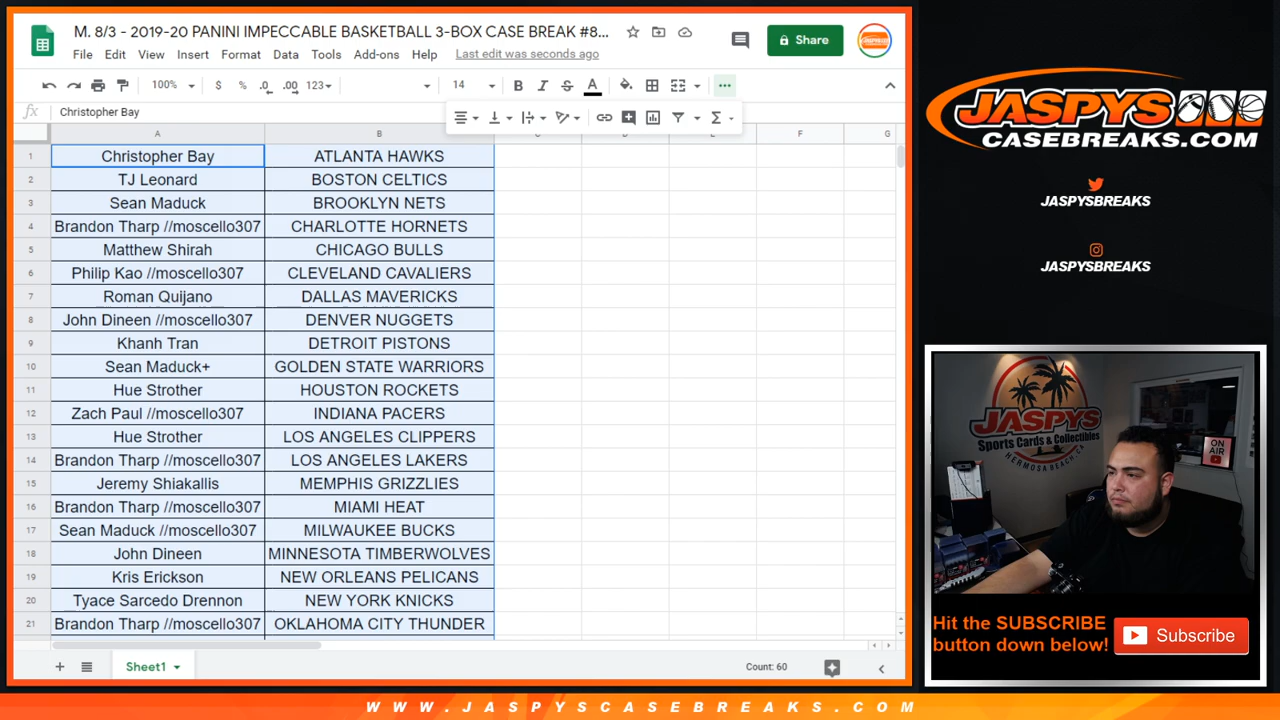 M. 8/3 - 2019-20 PANINI IMPECCABLE BASKETBALL 3-BOX CASE BREAK #8...
Share
File Edit View Insert Format Data Tools Add-ons Help Last edit was seconds ago
100% $ % .0 .00 123 14 B I S A
fx Christopher Bay
A B C D E F G
1 Christopher Bay ATLANTA HAWKS
2 TJ Leonard BOSTON CELTICS
3 Sean Maduck BROOKLYN NETS
4 Brandon Tharp //moscello307 CHARLOTTE HORNETS
5 Matthew Shirah CHICAGO BULLS
6 Philip Kao //moscello307 CLEVELAND CAVALIERS
7 Roman Quijano DALLAS MAVERICKS
8 John Dineen //moscello307 DENVER NUGGETS
9 Khanh Tran DETROIT PISTONS
10 Sean Maduck+ GOLDEN STATE WARRIORS
11 Hue Strother HOUSTON ROCKETS
12 Zach Paul //moscello307 INDIANA PACERS
13 Hue Strother LOS ANGELES CLIPPERS
14 Brandon Tharp //moscello307 LOS ANGELES LAKERS
15 Jeremy Shiakallis MEMPHIS GRIZZLIES
16 Brandon Tharp //moscello307 MIAMI HEAT
17 Sean Maduck //moscello307 MILWAUKEE BUCKS
18 John Dineen MINNESOTA TIMBERWOLVES
19 Kris Erickson NEW ORLEANS PELICANS
20 Tyace Sarcedo Drennon NEW YORK KNICKS
21 Brandon Tharp //moscello307 OKLAHOMA CITY THUNDER
Sheet1
Count: 60
JASPYS
CASEBREAKS.COM
JASPYSBREAKS
JASPYSBREAKS
JASPYS
Sports Cards & Collectibles
HERMOSA BEACH, CA
ON AIR
Hit the SUBSCRIBE
button down below!
Subscribe
WWW.JASPYSCASEBREAKS.COM